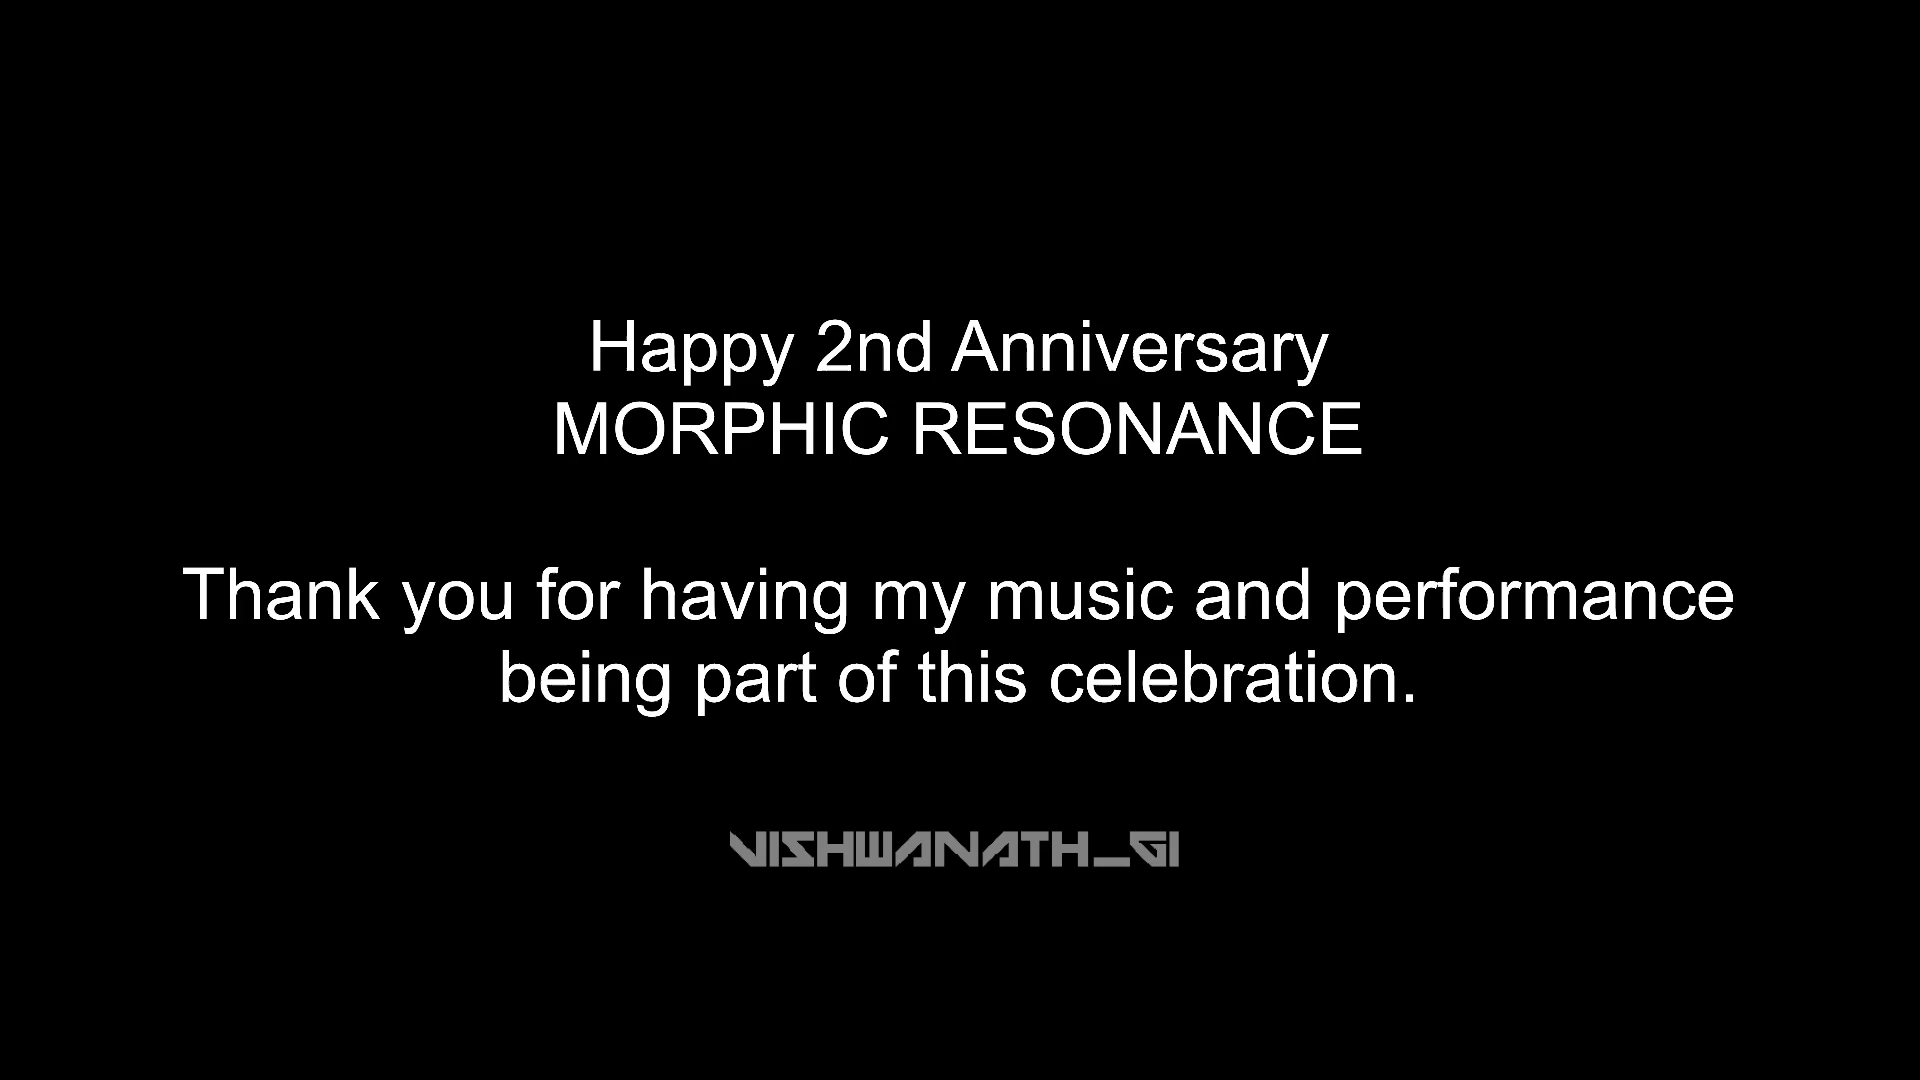 Happy 2nd Anniversary
MORPHIC RESONANCE
Thank you for having my music and performance
being part of this celebration.
VISHWANATH_GI